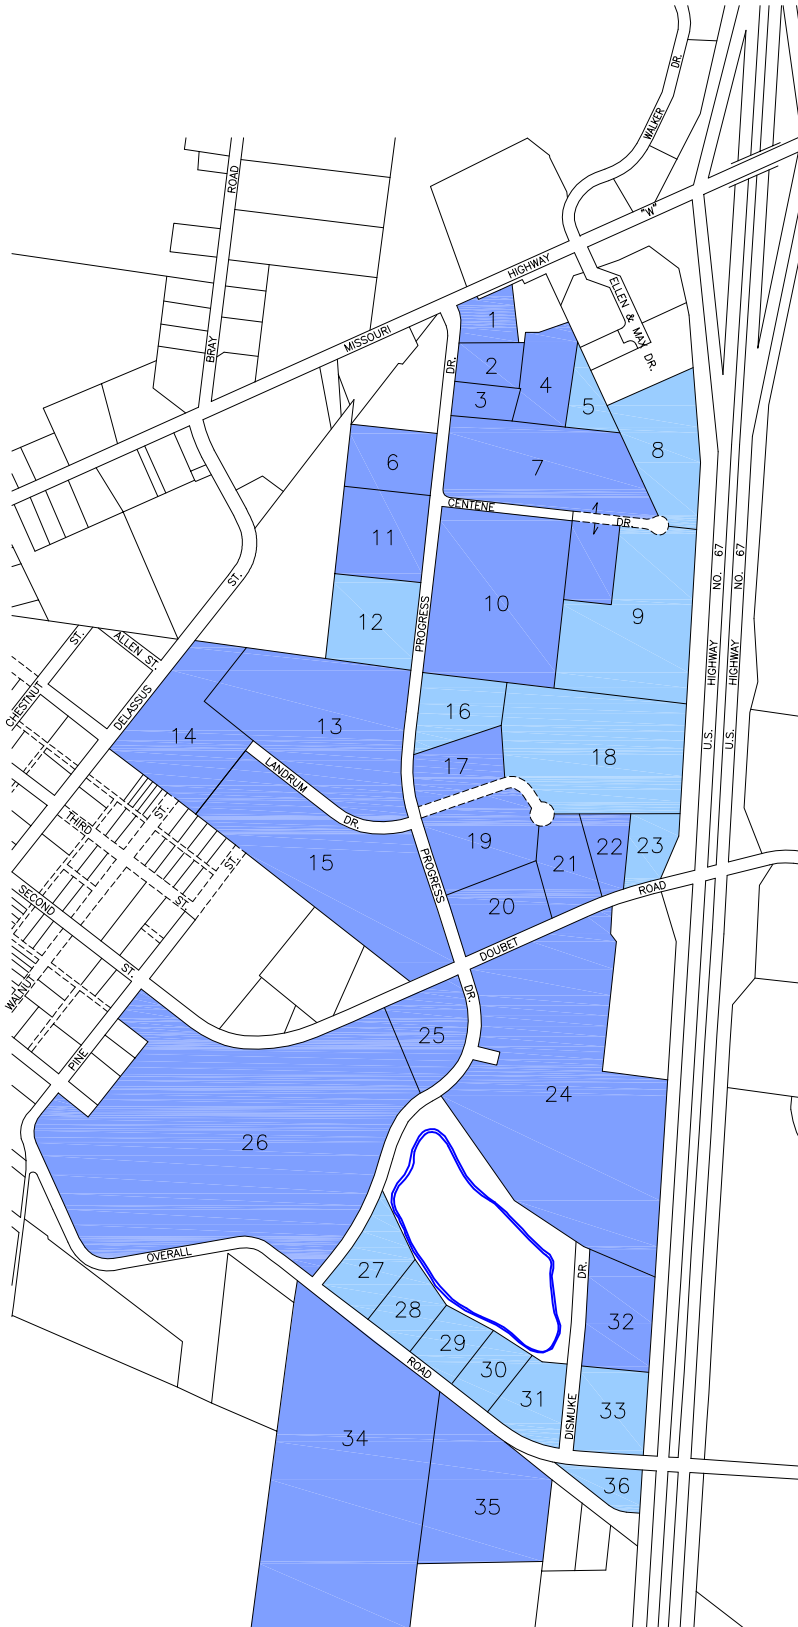 DR.
WALKER
ROAD
"W"
HIGHWAY
ELLEN & MAX DR.
1
MISSOURI
BRAY
DR.
2
4
3
5
8
6
7
CENTENE
DR.
11
NO. 67
NO. 67
10
ST.
12
PROGRESS
9
ST.
ALLEN ST.
HIGHWAY
HIGHWAY
CHESTNUT
DELASSUS
16
13
14
U.S.
U.S.
18
17
LANDRUM
DR.
THIRD
ST.
19
22
23
15
ST.
21
PROGRESS
ROAD
SECOND
ST.
20
DOUBET
ST.
WALNUT
DR.
25
PINE
24
26
OVERALL
DR.
27
28
32
29
30
ROAD
31
33
DISMUKE
34
36
35